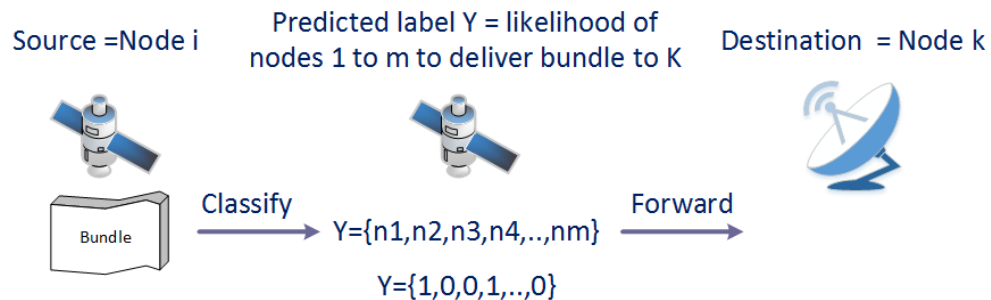 Source =Node i
Predicted label Y = likelihood of
nodes 1 to m to deliver bundle to K
Destination = Node k
Bundle
Classify
Y={n1,n2,n3,n4,..,nm}
Y={1,0,0,1,..,0}
Forward